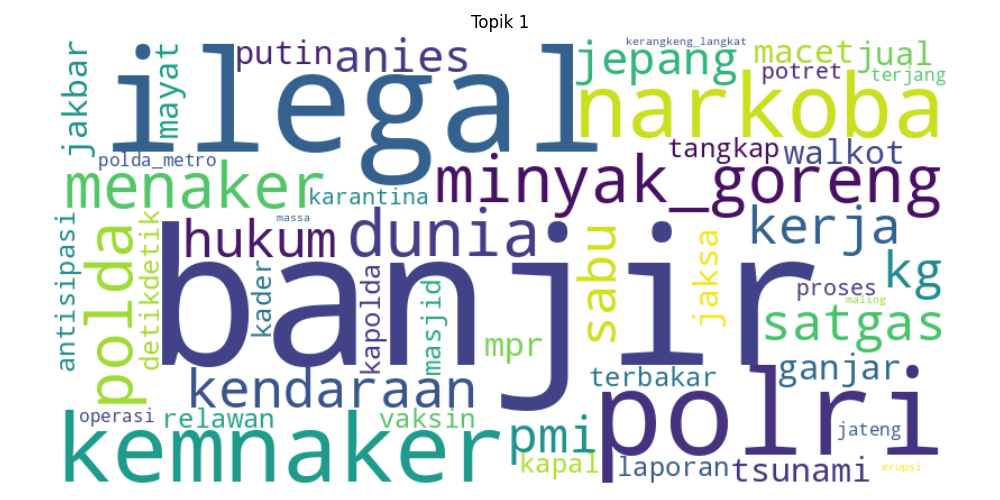 Topik 1
ilegal
putin
anies
jepang
kerangkeng_langkat
macet
jual
potret
terjang
jakbar
mayat
narkoba
polda_metro
menaker
karantina
minyak_goreng
tangkap
walkot
antisipasi
polda
detikdetik
hukum
massa
dunia
banjir
kader
kapolda
masjid
mpr
sabu
jaksa
kerja
kg
proses
maling
satgas
kendaraan
terbakar
ganjar
operasi
relawan
vaksin
kemnaker
pmi
polri
jateng
kapal
laporan
tsunami
erupsi